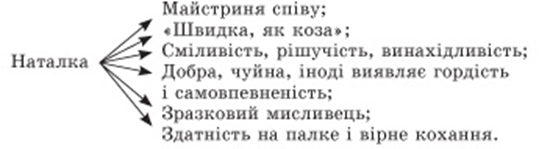 Майстриня співу;
«Швидка, як коза»;
Сміливість, рішучість, винахідливість;
Наталка
Добра, чуйна, іноді виявляє гордість
і самовпевненість;
Зразковий мисливець;
Здатність на палке і вірне кохання.